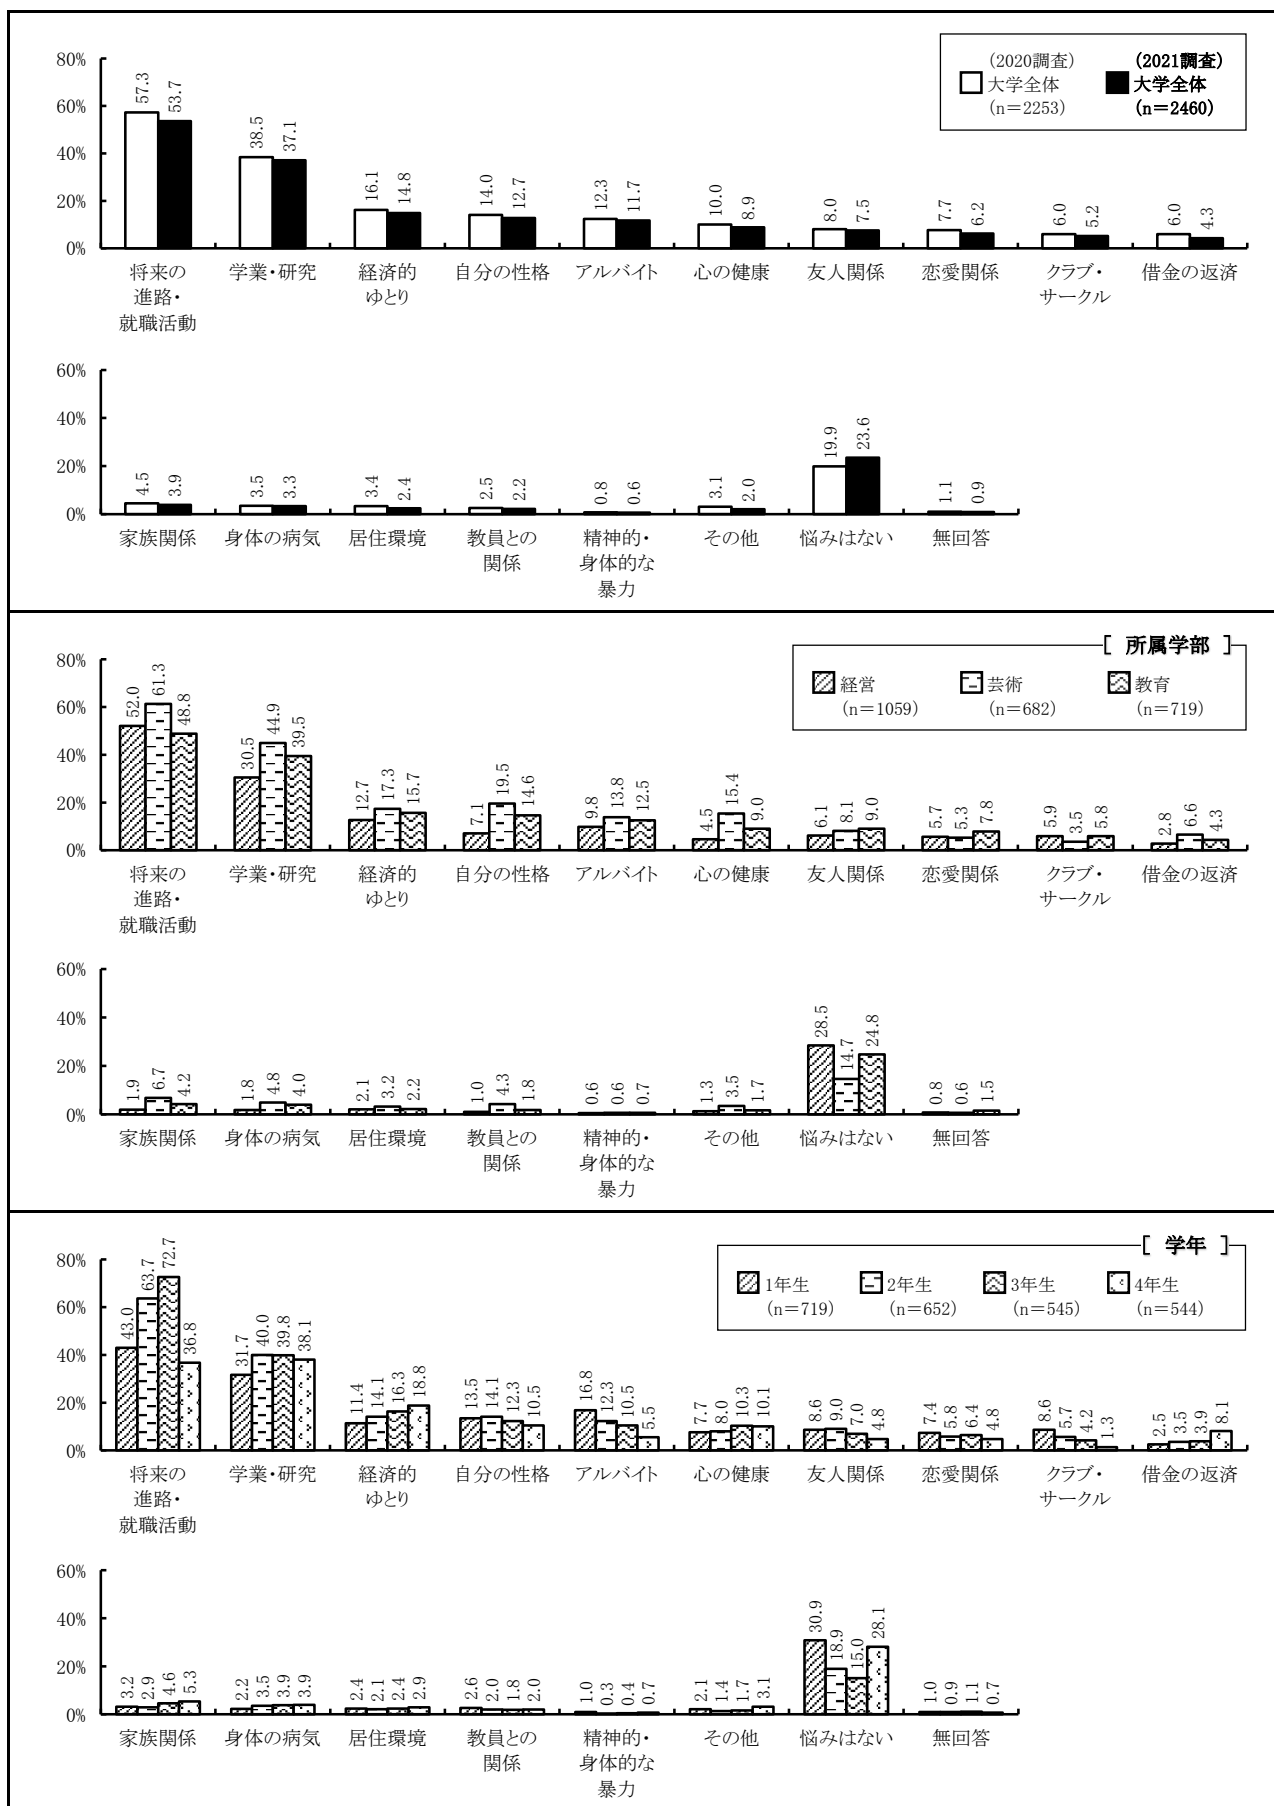 (2020調査)
大学全体
(n＝2253)
(2021調査)
大学全体
(n＝2460)
80%
60%
40%
20%
0%
57.3 53.7
38.5 37.1
16.1 14.8
14.0 12.7
12.3 11.7
10.0 8.9
8.0 7.5
7.7 6.2
6.0 5.2
6.0 4.3
将来の
進路・
就職活動
学業・研究
経済的
ゆとり
自分の性格
アルバイト
心の健康
友人関係
恋愛関係
クラブ・
サークル
借金の返済
60%
40%
20%
0%
4.5 3.9
3.5 3.3
3.4 2.4
2.5 2.2
0.8 0.6
3.1 2.0
19.9 23.6
1.1 0.9
家族関係
身体の病気
居住環境
教員との
関係
精神的・
身体的な
暴力
その他
悩みはない
無回答
[ 所属学部 ]
経営
(n＝1059)
芸術
(n＝682)
教育
(n＝719)
80%
60%
40%
20%
0%
52.0 61.3 48.8
30.5 44.9 39.5
12.7 17.3 15.7
7.1 19.5 14.6
9.8 13.8 12.5
4.5 15.4 9.0
6.1 8.1 9.0
5.7 5.3 7.8
5.9 3.5 5.8
2.8 6.6 4.3
将来の
進路・
就職活動
学業・研究
経済的
ゆとり
自分の性格
アルバイト
心の健康
友人関係
恋愛関係
クラブ・
サークル
借金の返済
60%
40%
20%
0%
1.9 6.7 4.2
1.8 4.8 4.0
2.1 3.2 2.2
1.0 4.3 1.8
0.6 0.6 0.7
1.3 3.5 1.7
28.5 14.7 24.8
0.8 0.6 1.5
家族関係
身体の病気
居住環境
教員との
関係
精神的・
身体的な
暴力
その他
悩みはない
無回答
[ 学年 ]
1年生
(n＝719)
2年生
(n＝652)
3年生
(n＝545)
4年生
(n＝544)
80%
60%
40%
20%
0%
43.0 63.7 72.7 36.8
31.7 40.0 39.8 38.1
11.4 14.1 16.3 18.8
13.5 14.1 12.3 10.5
16.8 12.3 10.5 5.5
7.7 8.0 10.3 10.1
8.6 9.0 7.0 4.8
7.4 5.8 6.4 4.8
8.6 5.7 4.2 1.3
2.5 3.5 3.9 8.1
将来の
進路・
就職活動
学業・研究
経済的
ゆとり
自分の性格
アルバイト
心の健康
友人関係
恋愛関係
クラブ・
サークル
借金の返済
60%
40%
20%
0%
3.2 2.9 4.6 5.3
2.2 3.5 3.9 3.9
2.4 2.1 2.4 2.9
2.6 2.0 1.8 2.0
1.0 0.3 0.4 0.7
2.1 1.4 1.7 3.1
30.9 18.9 15.0 28.1
1.0 0.9 1.1 0.7
家族関係
身体の病気
居住環境
教員との
関係
精神的・
身体的な
暴力
その他
悩みはない
無回答